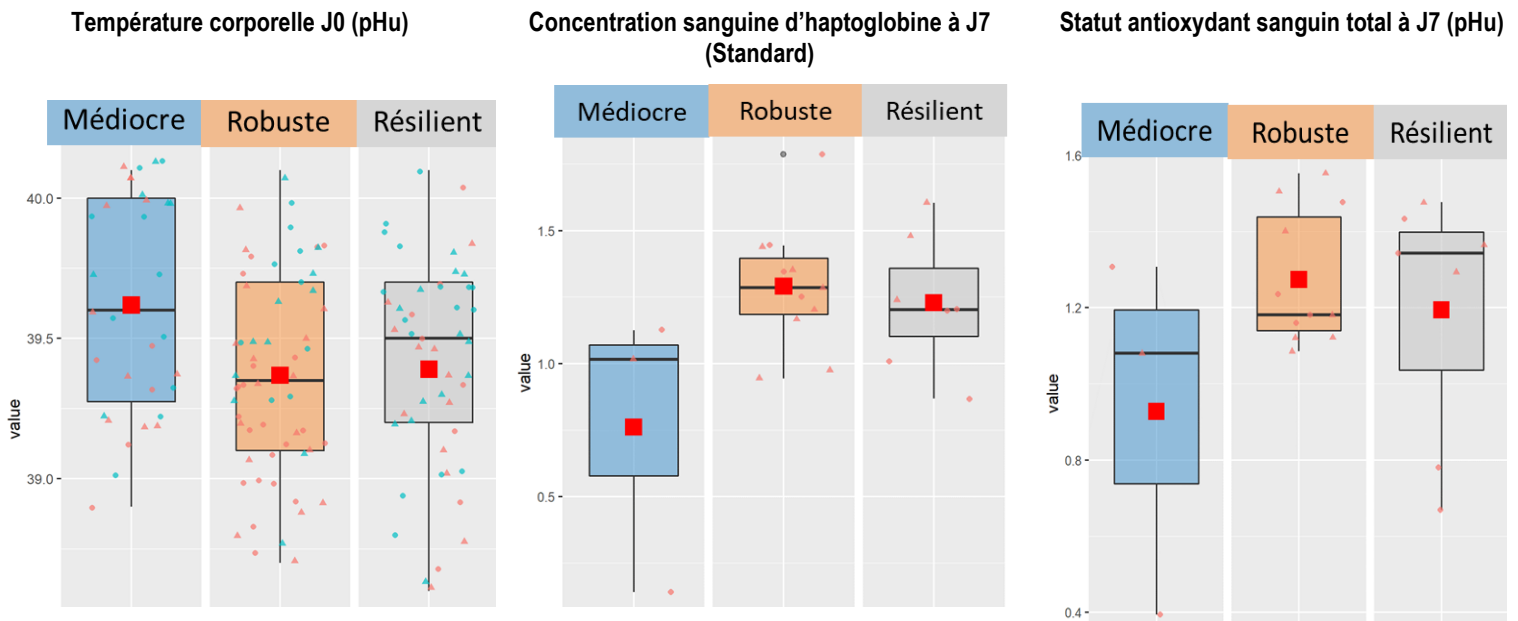 Température corporelle J0 (pHu)
Médiocre
Robuste
Résilient
40.0
39.5
39.0
value
Concentration sanguine d’haptoglobine à J7
(Standard)
Médiocre
Robuste
Résilient
1.5
1.0
0.5
value
Statut antioxydant sanguin total à J7 (pHu)
Médiocre
Robuste
Résilient
1.6
1.2
0.8
0.4
value